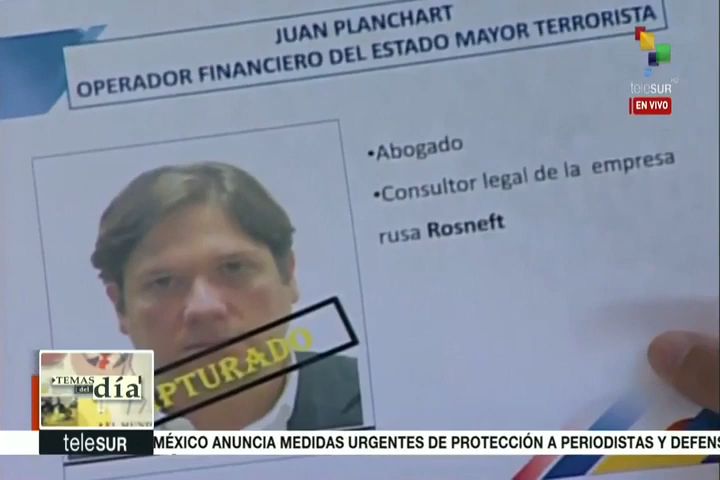 JUAN PLANCHART
OPERADOR FINANCIERO DEL ESTADO MAYOR TERRORISTA
teleSUR HD
EN VIVO
•Abogado
•Consultor legal de la empresa
rusa Rosneft
TEMAS
del día
teleSUR
MÉXICO ANUNCIA MEDIDAS URGENTES DE PROTECCIÓN A PERIODISTAS Y DEFENS